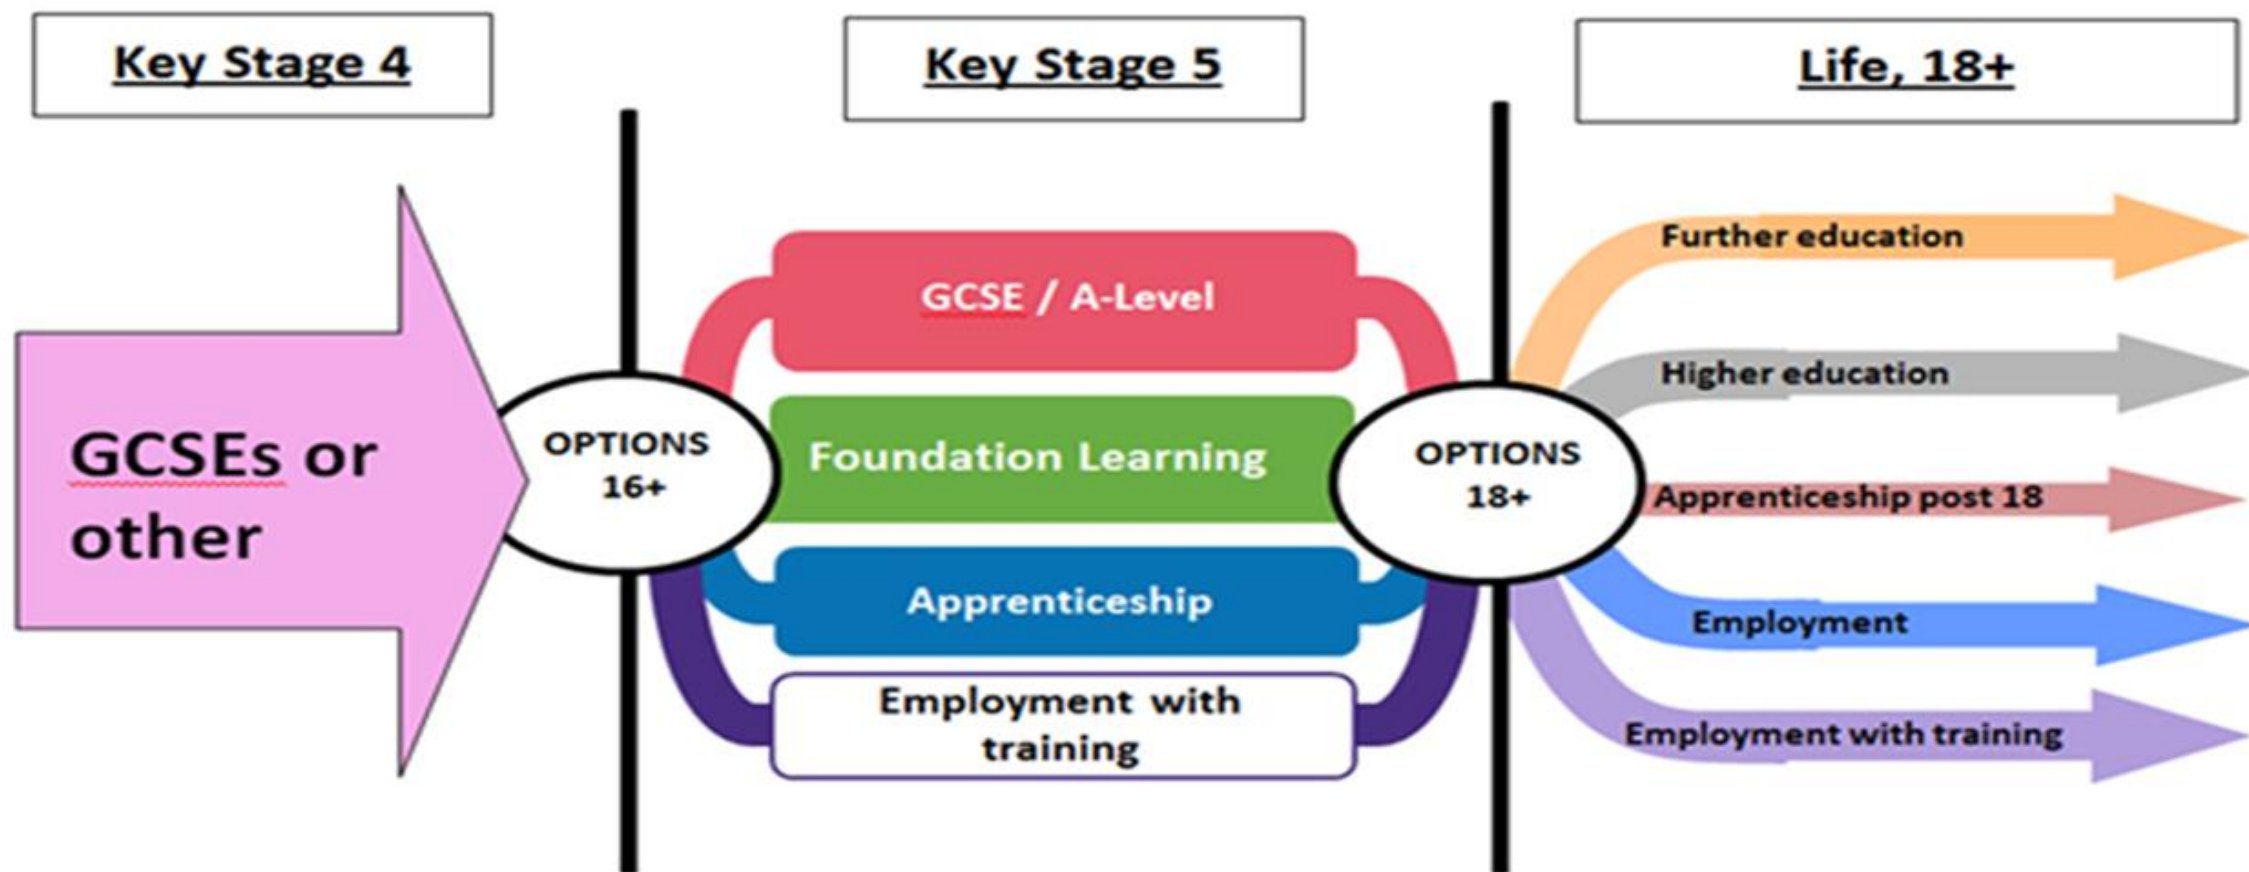 Key Stage 4
Key Stage 5
Life, 18+
GCSEs or
other
OPTIONS
16+
GCSE / A-Level
Foundation Learning
Apprenticeship
Employment with
training
OPTIONS
18+
Further education
Higher education
Apprenticeship post 18
Employment
Employment with training